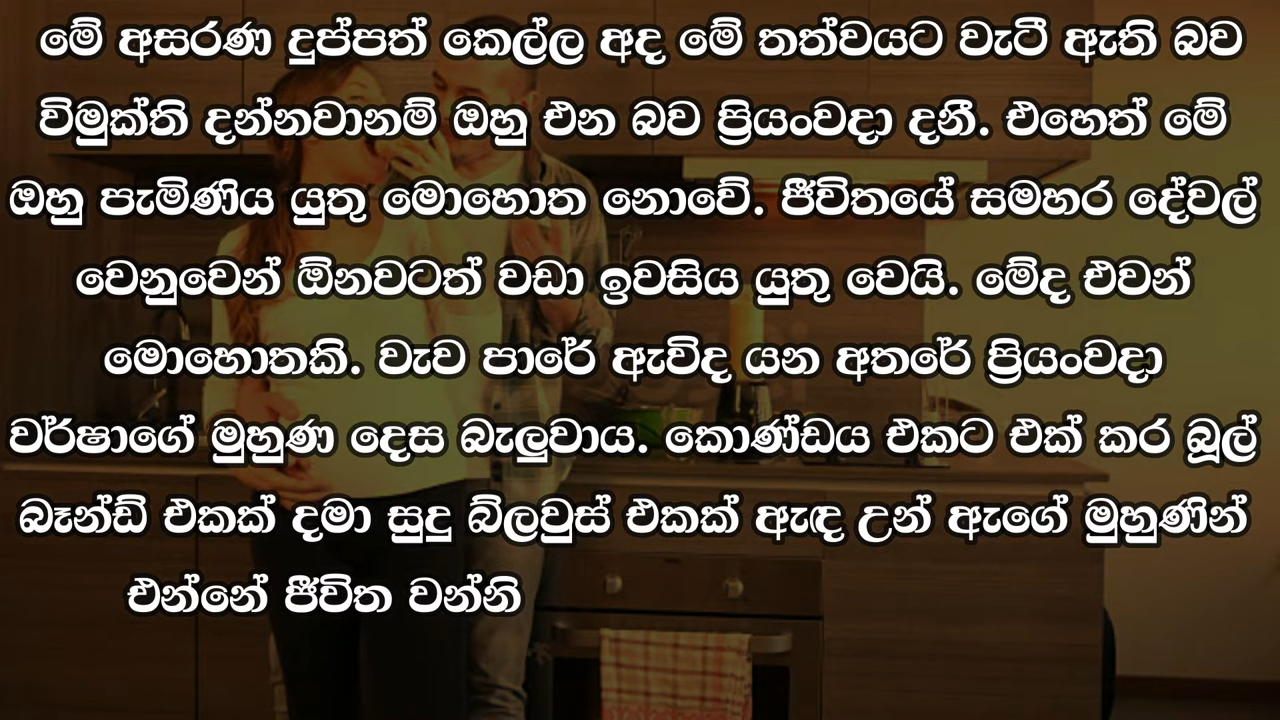 මේ අසරණ දුප්පත් කෙල්ල අද මේ තත්වයට වැටී ඇති බව
විමුක්ති දන්නවානම් ඔහු එන බව ප්‍රියංවදා දනී. එහෙත් මේ
ඔහු පැමිණිය යුතු මොහොත නොවේ. ජීවිතයේ සමහර දේවල්
වෙනුවෙන් ඕනවටත් වඩා ඉවසිය යුතු වෙයි. මේද එවන්
මොහොතකි. වැව පාරේ ඇවිද යන අතරේ ප්‍රියංවදා
වර්ෂාගේ මුහුණ දෙස බැලුවාය. කොණ්ඩය එකට එක් කර බූල්
බෑන්ඩ් එකක් දමා සුදු බ්ලවුස් එකක් ඇඳ උන් ඇගේ මුහුණින්
එන්නේ ජීවිත වන්නි